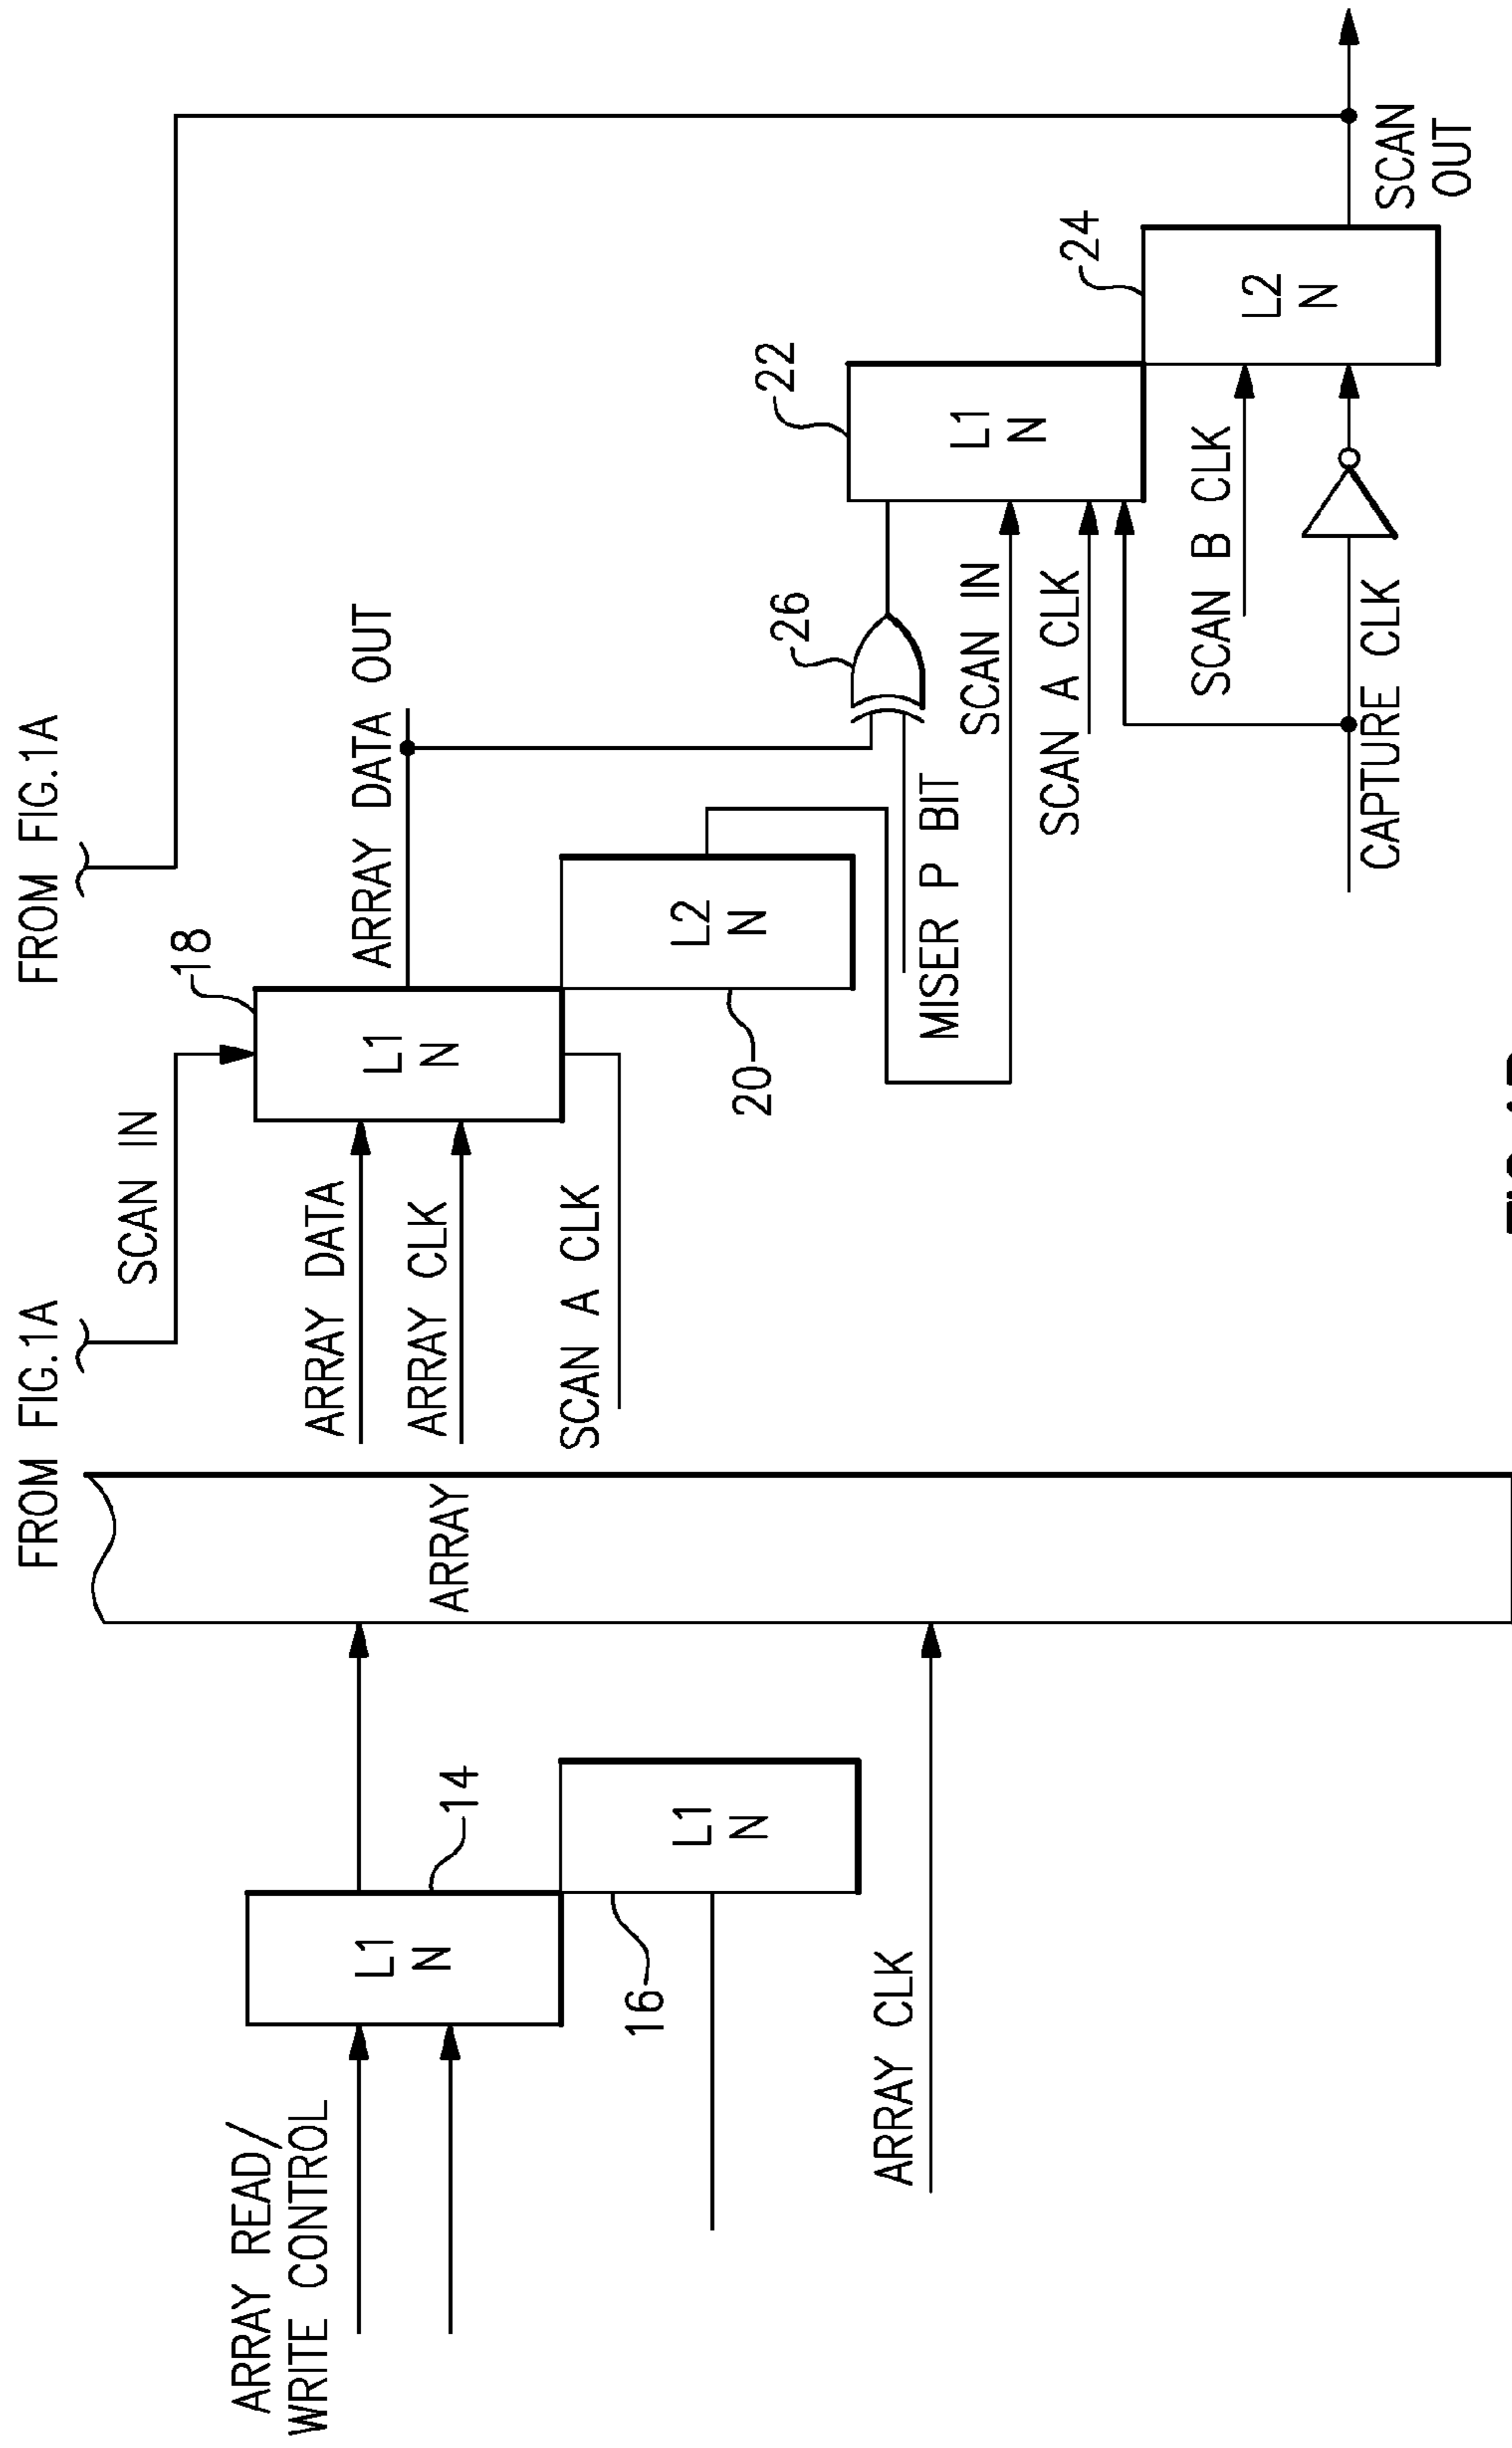 FROM FIG.1A
FROM FIG.1A
SCAN IN
18
ARRAY READ/
WRITE CONTROL
L1
N
14
ARRAY
ARRAY DATA
ARRAY CLK
L1
N
ARRAY DATA OUT
SCAN A CLK
16
L1
N
20
L2
N
26
22
ARRAY CLK
MISER P BIT
SCAN IN
SCAN A CLK
L1
N
24
SCAN B CLK
L2
N
CAPTURE CLK
SCAN
OUT